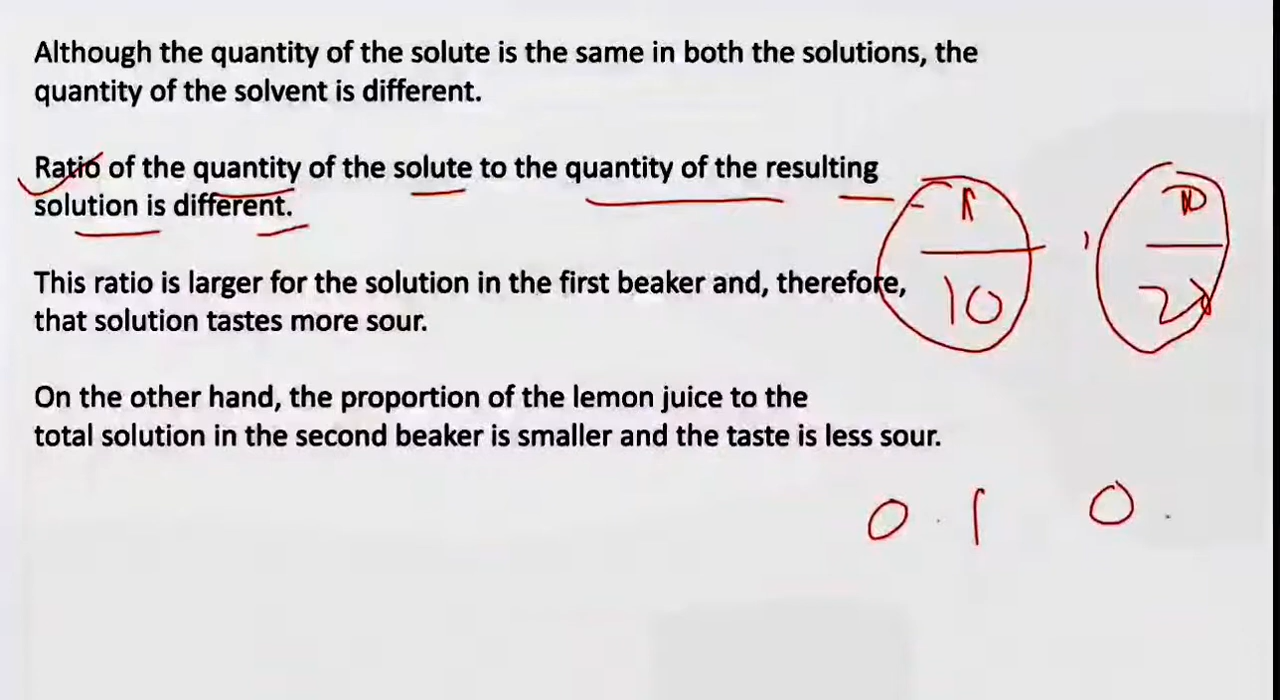 Although the quantity of the solute is the same in both the solutions, the
quantity of the solvent is different.
Ratio of the quantity of the solute to the quantity of the resulting
solution is different.
This ratio is larger for the solution in the first beaker and, therefore,
that solution tastes more sour.
On the other hand, the proportion of the lemon juice to the
total solution in the second beaker is smaller and the taste is less sour.
1
10
0.1 0.